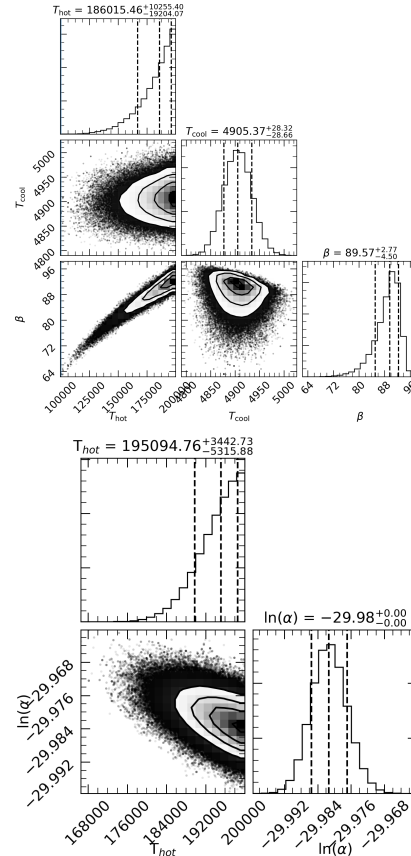 T_hot = 186015.46^{+10255.40}_{−19204.07}
T_cool = 4905.37^{+28.32}_{−28.66}
5000
4950
4900
4850
4800
T_cool
β = 89.57^{+2.77}_{−4.50}
96
88
80
72
64
β
100000 125000 150000 175000 200000
T_hot
4850 4900 4950 5000
T_cool
64 72 80 88 96
β
T_hot = 195094.76^{+3442.73}_{−5315.88}
ln(α) = −29.98^{+0.00}_{−0.00}
−29.968
−29.976
−29.984
−29.992
ln(α)
168000 176000 184000 192000 200000
T_hot
−29.992 −29.984 −29.976 −29.968
ln(α)